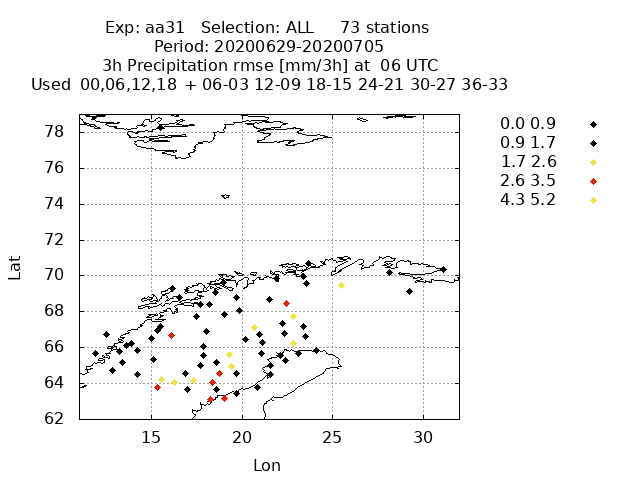 Exp: aa31 Selection: ALL 73 stations
Period: 20200629-20200705
3h Precipitation rmse [mm/3h] at 06 UTC
Used 00,06,12,18 + 06-03 12-09 18-15 24-21 30-27 36-33
0.0 0.9
0.9 1.7
1.7 2.6
2.6 3.5
4.3 5.2
Lat
78
76
74
72
70
68
66
64
62
15 20 25 30
Lon